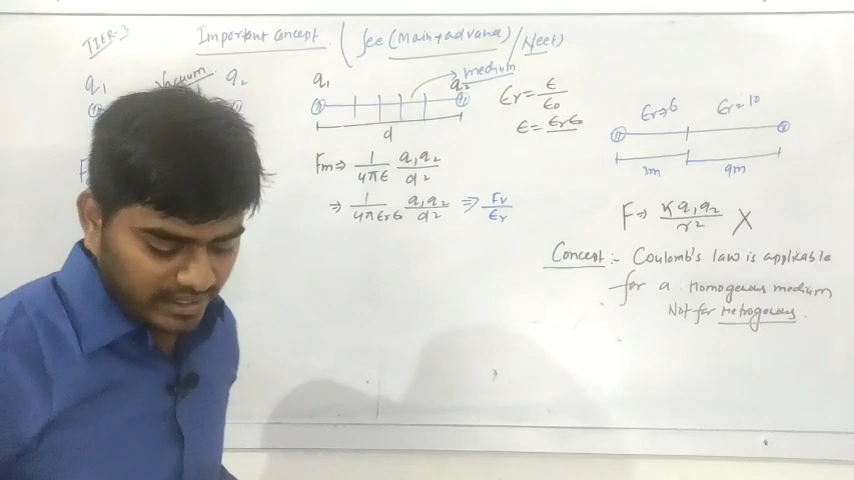 TIER-3
Important Concept (Jee (Main+advance) / Neet)
q1 Vacuum q2
q1 medium q2
d
Fm ⇒ 1/4πε q1q2/d²
⇒ 1/4πεrε0 q1q2/d² ⇒ Fv/εr
εr = ε/ε0
ε = εrε0
εr=6 εr=10
3m 9m
F ⇒ Kq1q2/r² X
Concept :- Coulomb's law is applicable
for a Homogenous medium
Not for Hetrogenous.